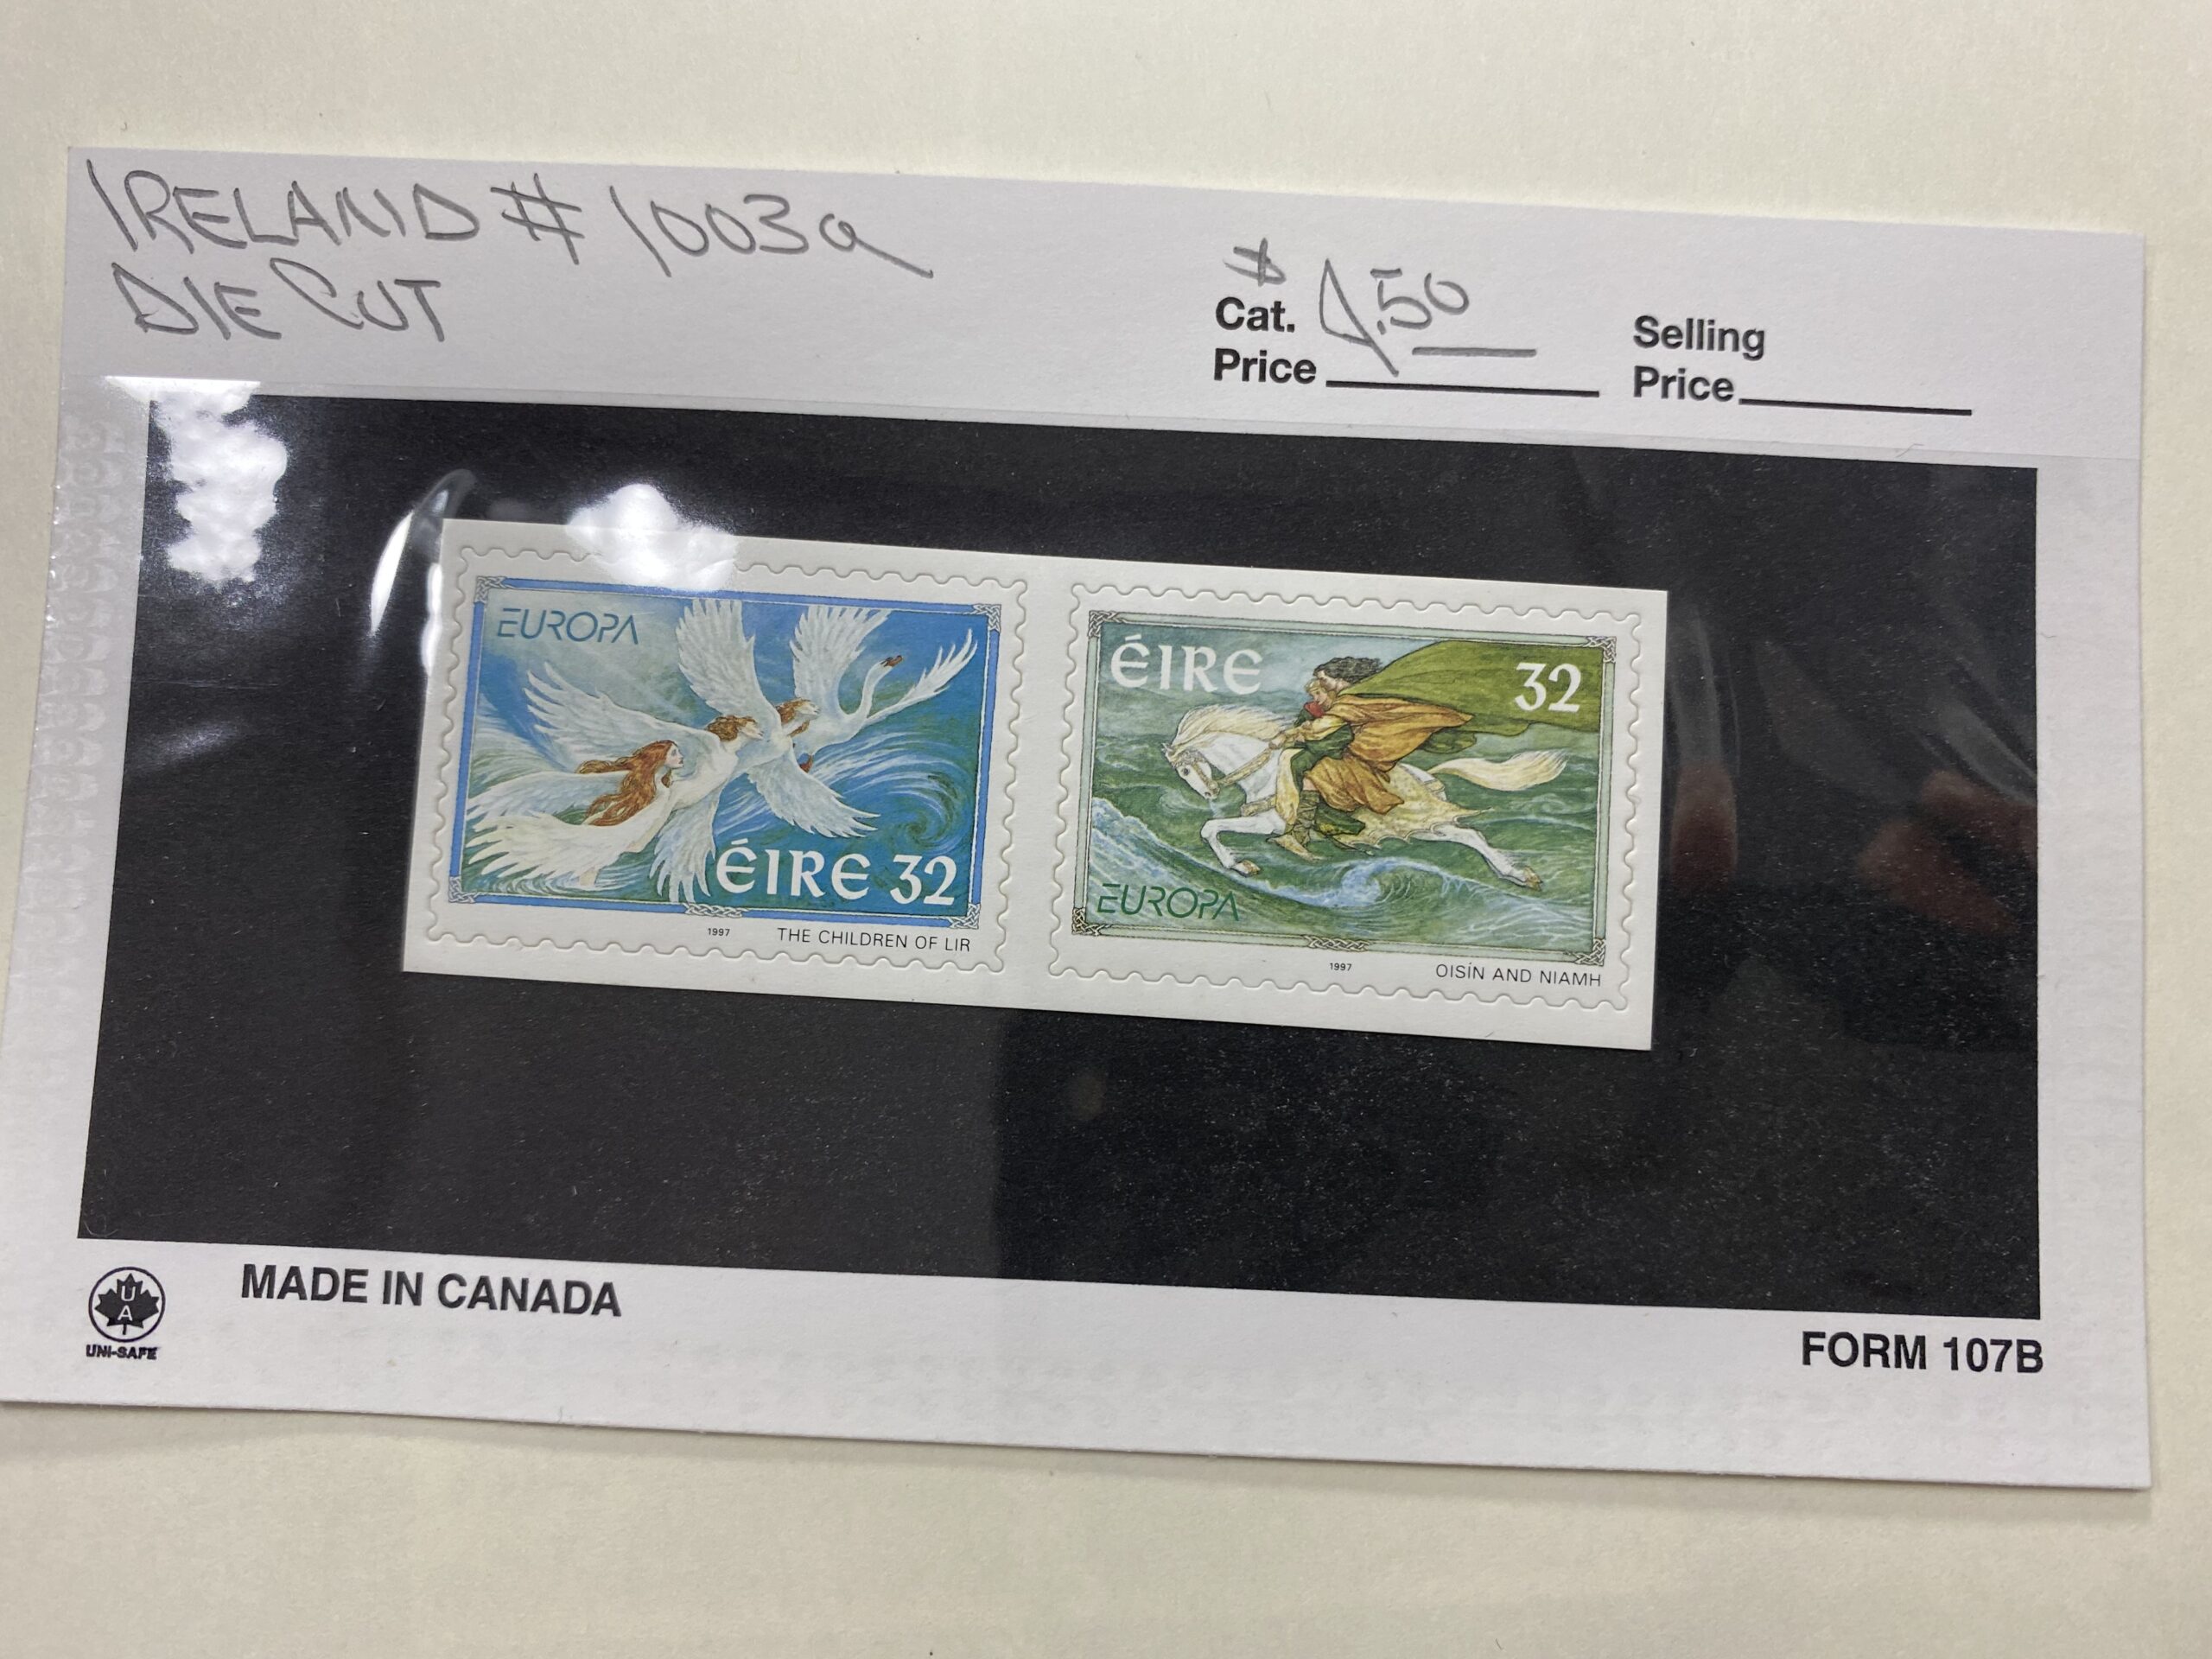 IRELAND # 1003a
DIE CUT
$
Cat. 4.50
Price
Selling
Price
EUROPA
ÉIRE 32
1997 THE CHILDREN OF LIR
ÉIRE 32
EUROPA
1997 OISÍN AND NIAMH
UA
UNI-SAFE
MADE IN CANADA
FORM 107B